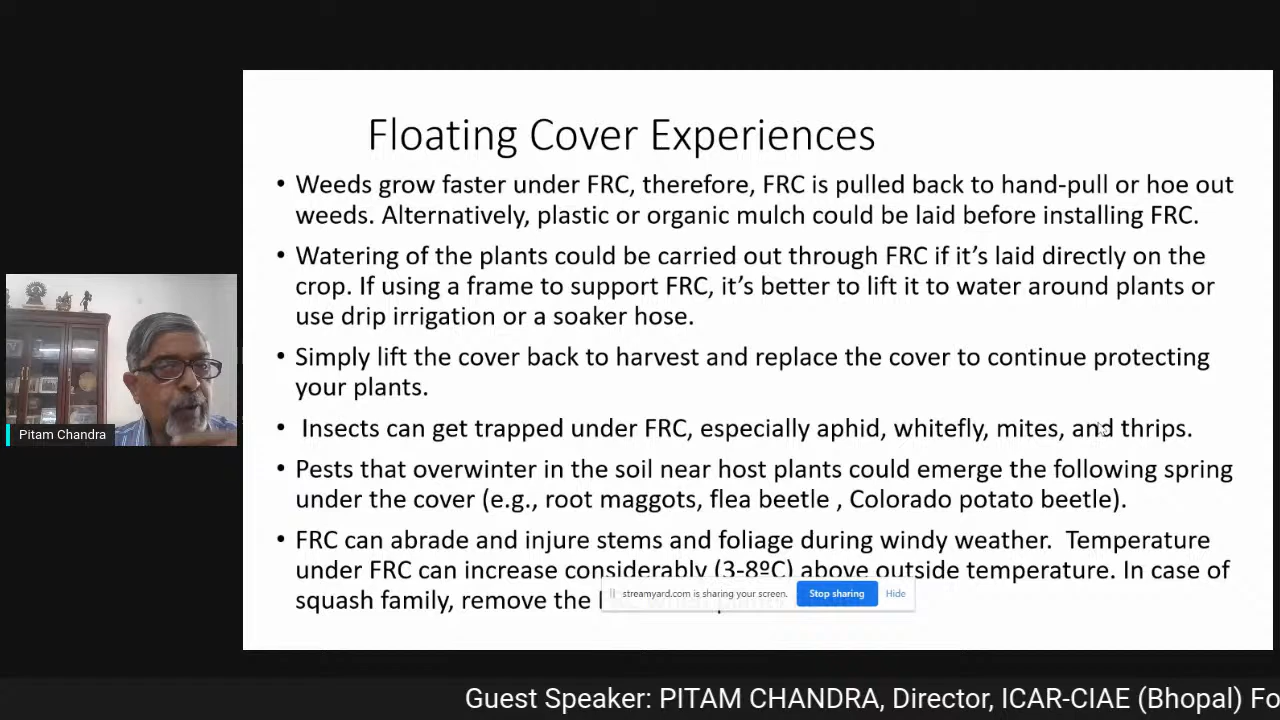 Floating Cover Experiences
• Weeds grow faster under FRC, therefore, FRC is pulled back to hand-pull or hoe out
weeds. Alternatively, plastic or organic mulch could be laid before installing FRC.
• Watering of the plants could be carried out through FRC if it’s laid directly on the
crop. If using a frame to support FRC, it’s better to lift it to water around plants or
use drip irrigation or a soaker hose.
• Simply lift the cover back to harvest and replace the cover to continue protecting
your plants.
• Insects can get trapped under FRC, especially aphid, whitefly, mites, and thrips.
• Pests that overwinter in the soil near host plants could emerge the following spring
under the cover (e.g., root maggots, flea beetle , Colorado potato beetle).
• FRC can abrade and injure stems and foliage during windy weather. Temperature
under FRC can increase considerably (3-8ºC) above outside temperature. In case of
squash family, remove the
streamyard.com is sharing your screen.
Stop sharing
Hide
Pitam Chandra
Guest Speaker: PITAM CHANDRA, Director, ICAR-CIAE (Bhopal) Fo